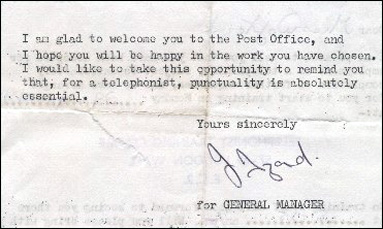 I am glad to welcome you to the Post Office, and
I hope you will be happy in the work you have chosen.
I would like to take this opportunity to remind you
that, for a telephonist, punctuality is absolutely
essential.
Yours sincerely
for GENERAL MANAGER